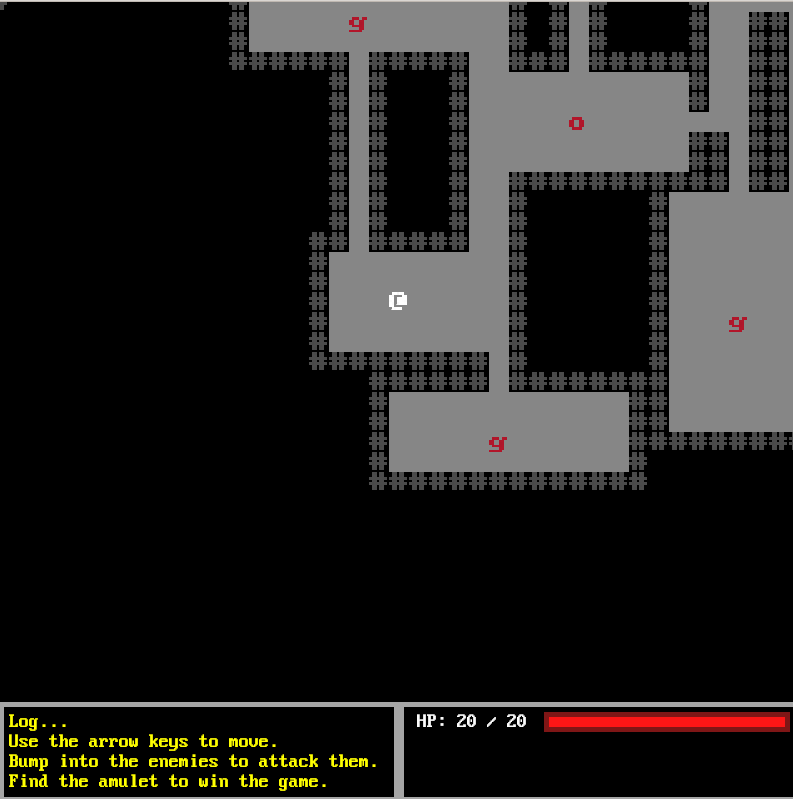 g
o
g
g
Log...
Use the arrow keys to move.
Bump into the enemies to attack them.
Find the amulet to win the game.
HP: 20 / 20